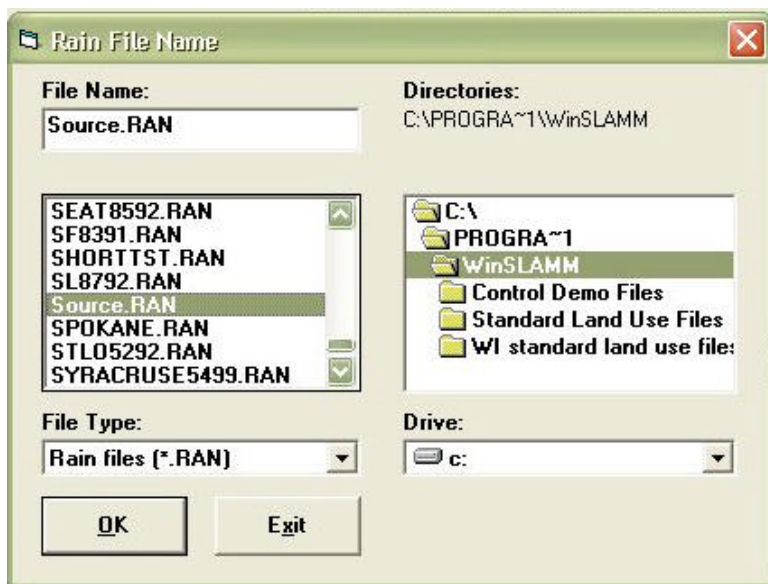 Rain File Name
File Name:
Source.RAN
Directories:
C:\PROGRA~1\WinSLAMM
SEAT8592.RAN
SF8391.RAN
SHORTTST.RAN
SL8792.RAN
Source.RAN
SPOKANE.RAN
STLO5292.RAN
SYRACRUSE5499.RAN
C:\
PROGRA~1
WinSLAMM
Control Demo Files
Standard Land Use Files
WI standard land use files
File Type:
Rain files (*.RAN)
Drive:
c:
OK
Exit